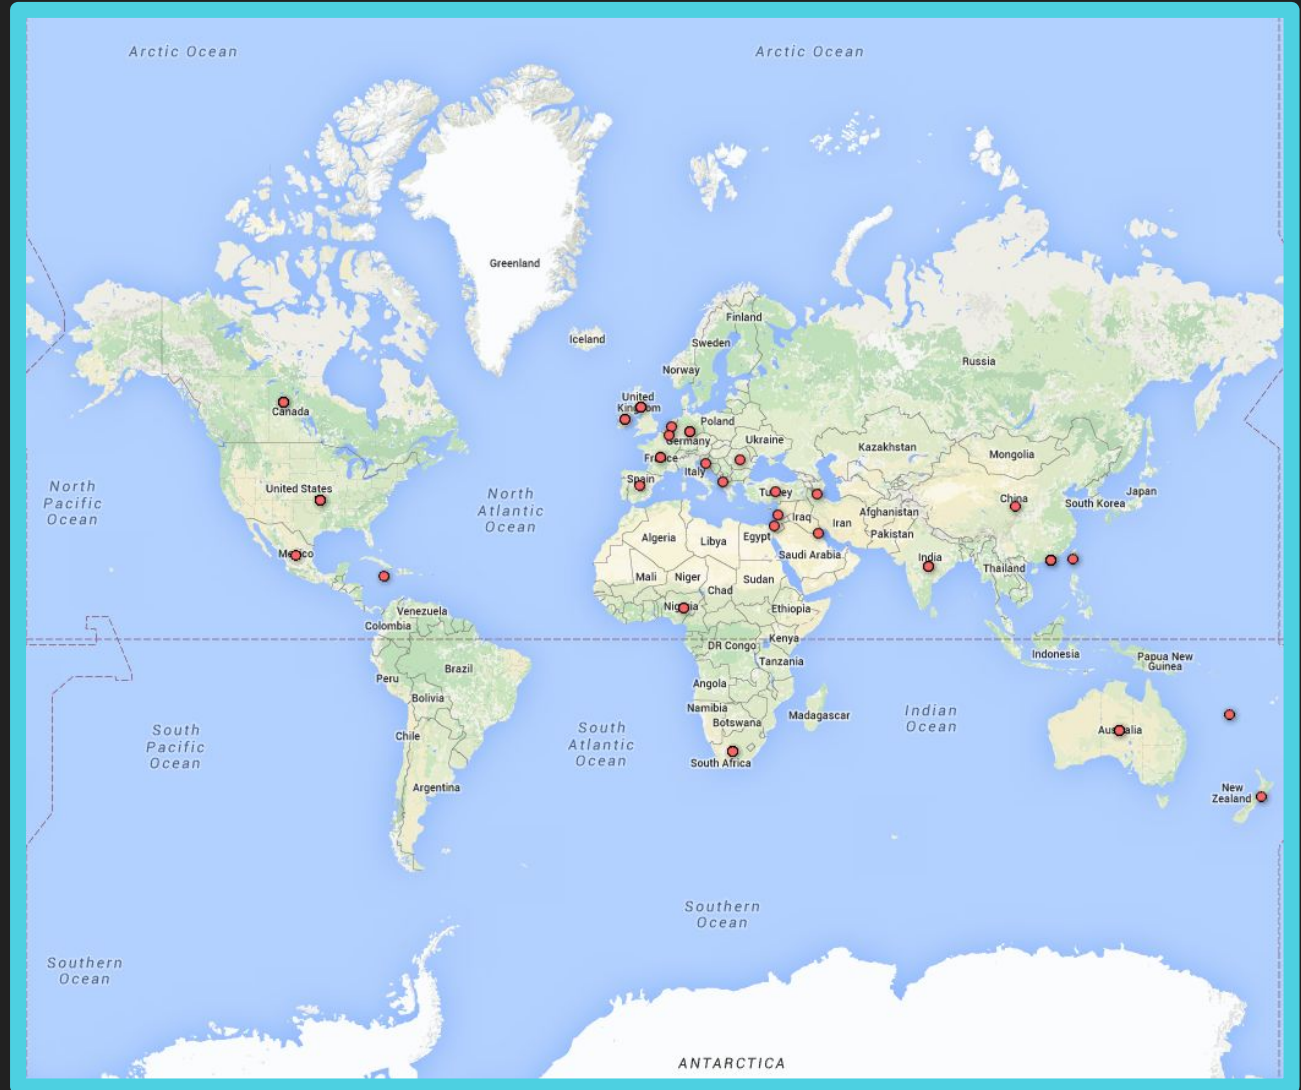 Arctic Ocean
Arctic Ocean
Greenland
Finland
Iceland
Sweden
Russia
Norway
United
Kingdom
Canada
Poland
Germany
Ukraine
Kazakhstan
Mongolia
France
Italy
Spain
United States
North
Pacific
Ocean
North
Atlantic
Ocean
Turkey
China
Japan
South Korea
Afghanistan
Iraq
Iran
Pakistan
Algeria
Libya
Egypt
Saudi Arabia
Mexico
India
Thailand
Mali
Niger
Chad
Sudan
Nigeria
Ethiopia
Venezuela
Colombia
DR Congo
Kenya
Tanzania
Indonesia
Papua New
Guinea
Brazil
Peru
Bolivia
Angola
Namibia
Botswana
Madagascar
Indian
Ocean
South
Pacific
Ocean
South
Atlantic
Ocean
Chile
Australia
South Africa
Argentina
New
Zealand
Southern
Ocean
Southern
Ocean
ANTARCTICA